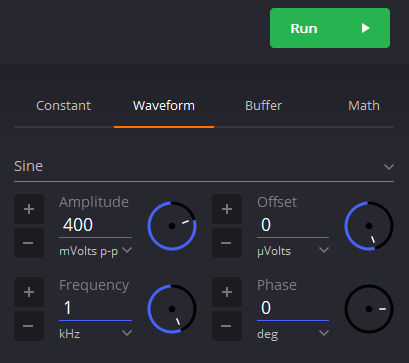 Run
Constant Waveform Buffer Math
Sine
Amplitude Offset
+ 400 + 0
− mVolts p-p − µVolts
Frequency Phase
+ 1 + 0
− kHz − deg